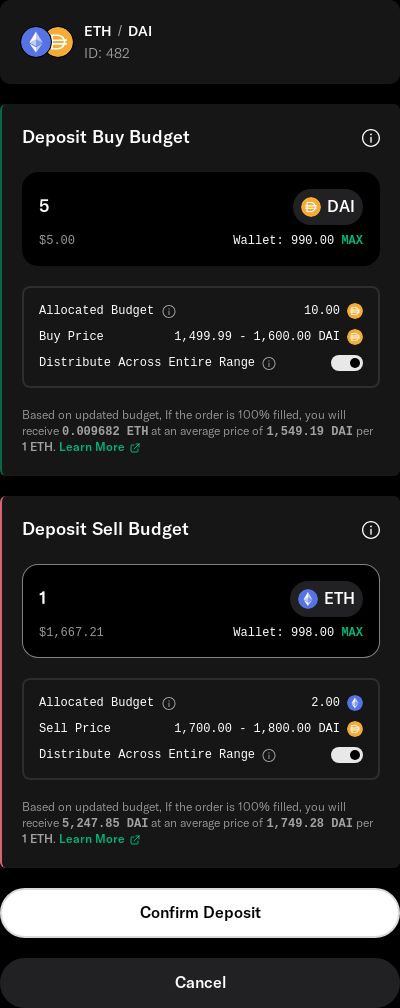 ETH / DAI
ID: 482
Deposit Buy Budget
5
DAI
$5.00
Wallet: 990.00 MAX
Allocated Budget
10.00
Buy Price
1,499.99 - 1,600.00 DAI
Distribute Across Entire Range
Based on updated budget, If the order is 100% filled, you will
receive 0.009682 ETH at an average price of 1,549.19 DAI per
1 ETH. Learn More
Deposit Sell Budget
1
ETH
$1,667.21
Wallet: 998.00 MAX
Allocated Budget
2.00
Sell Price
1,700.00 - 1,800.00 DAI
Distribute Across Entire Range
Based on updated budget, If the order is 100% filled, you will
receive 5,247.85 DAI at an average price of 1,749.28 DAI per
1 ETH. Learn More
Confirm Deposit
Cancel